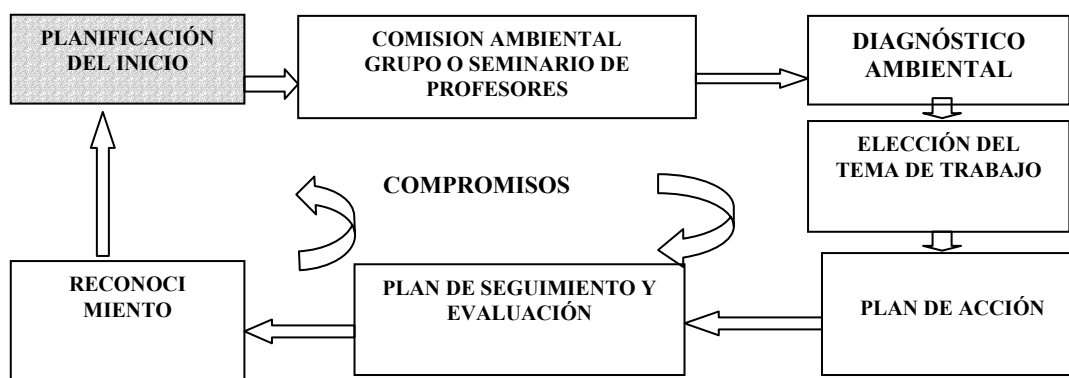 PLANIFICACIÓN
DEL INICIO
COMISION AMBIENTAL
GRUPO O SEMINARIO DE
PROFESORES
DIAGNÓSTICO
AMBIENTAL
ELECCIÓN DEL
TEMA DE TRABAJO
COMPROMISOS
RECONOCI
MIENTO
PLAN DE SEGUIMIENTO Y
EVALUACIÓN
PLAN DE ACCIÓN